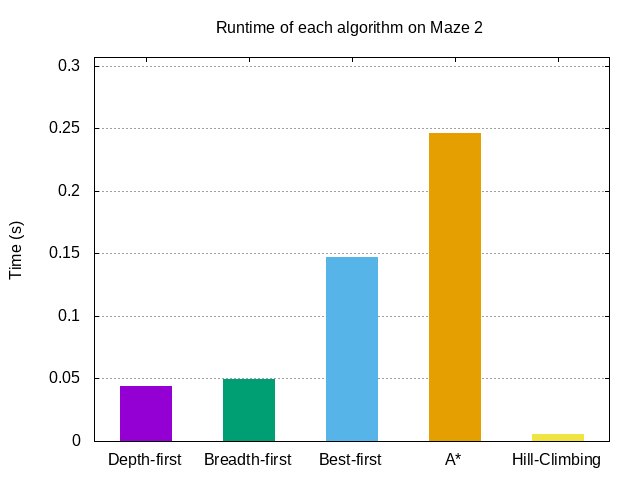 Runtime of each algorithm on Maze 2
0.3
0.25
0.2
0.15
0.1
0.05
0
Time (s)
Depth-first
Breadth-first
Best-first
A*
Hill-Climbing